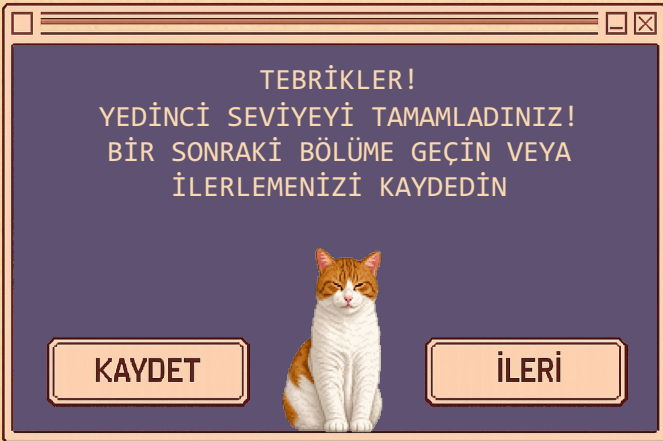 TEBRİKLER!
YEDİNCİ SEVİYEYİ TAMAMLADINIZ!
BİR SONRAKİ BÖLÜME GEÇİN VEYA
İLERLEMENİZİ KAYDEDİN
KAYDET
İLERİ